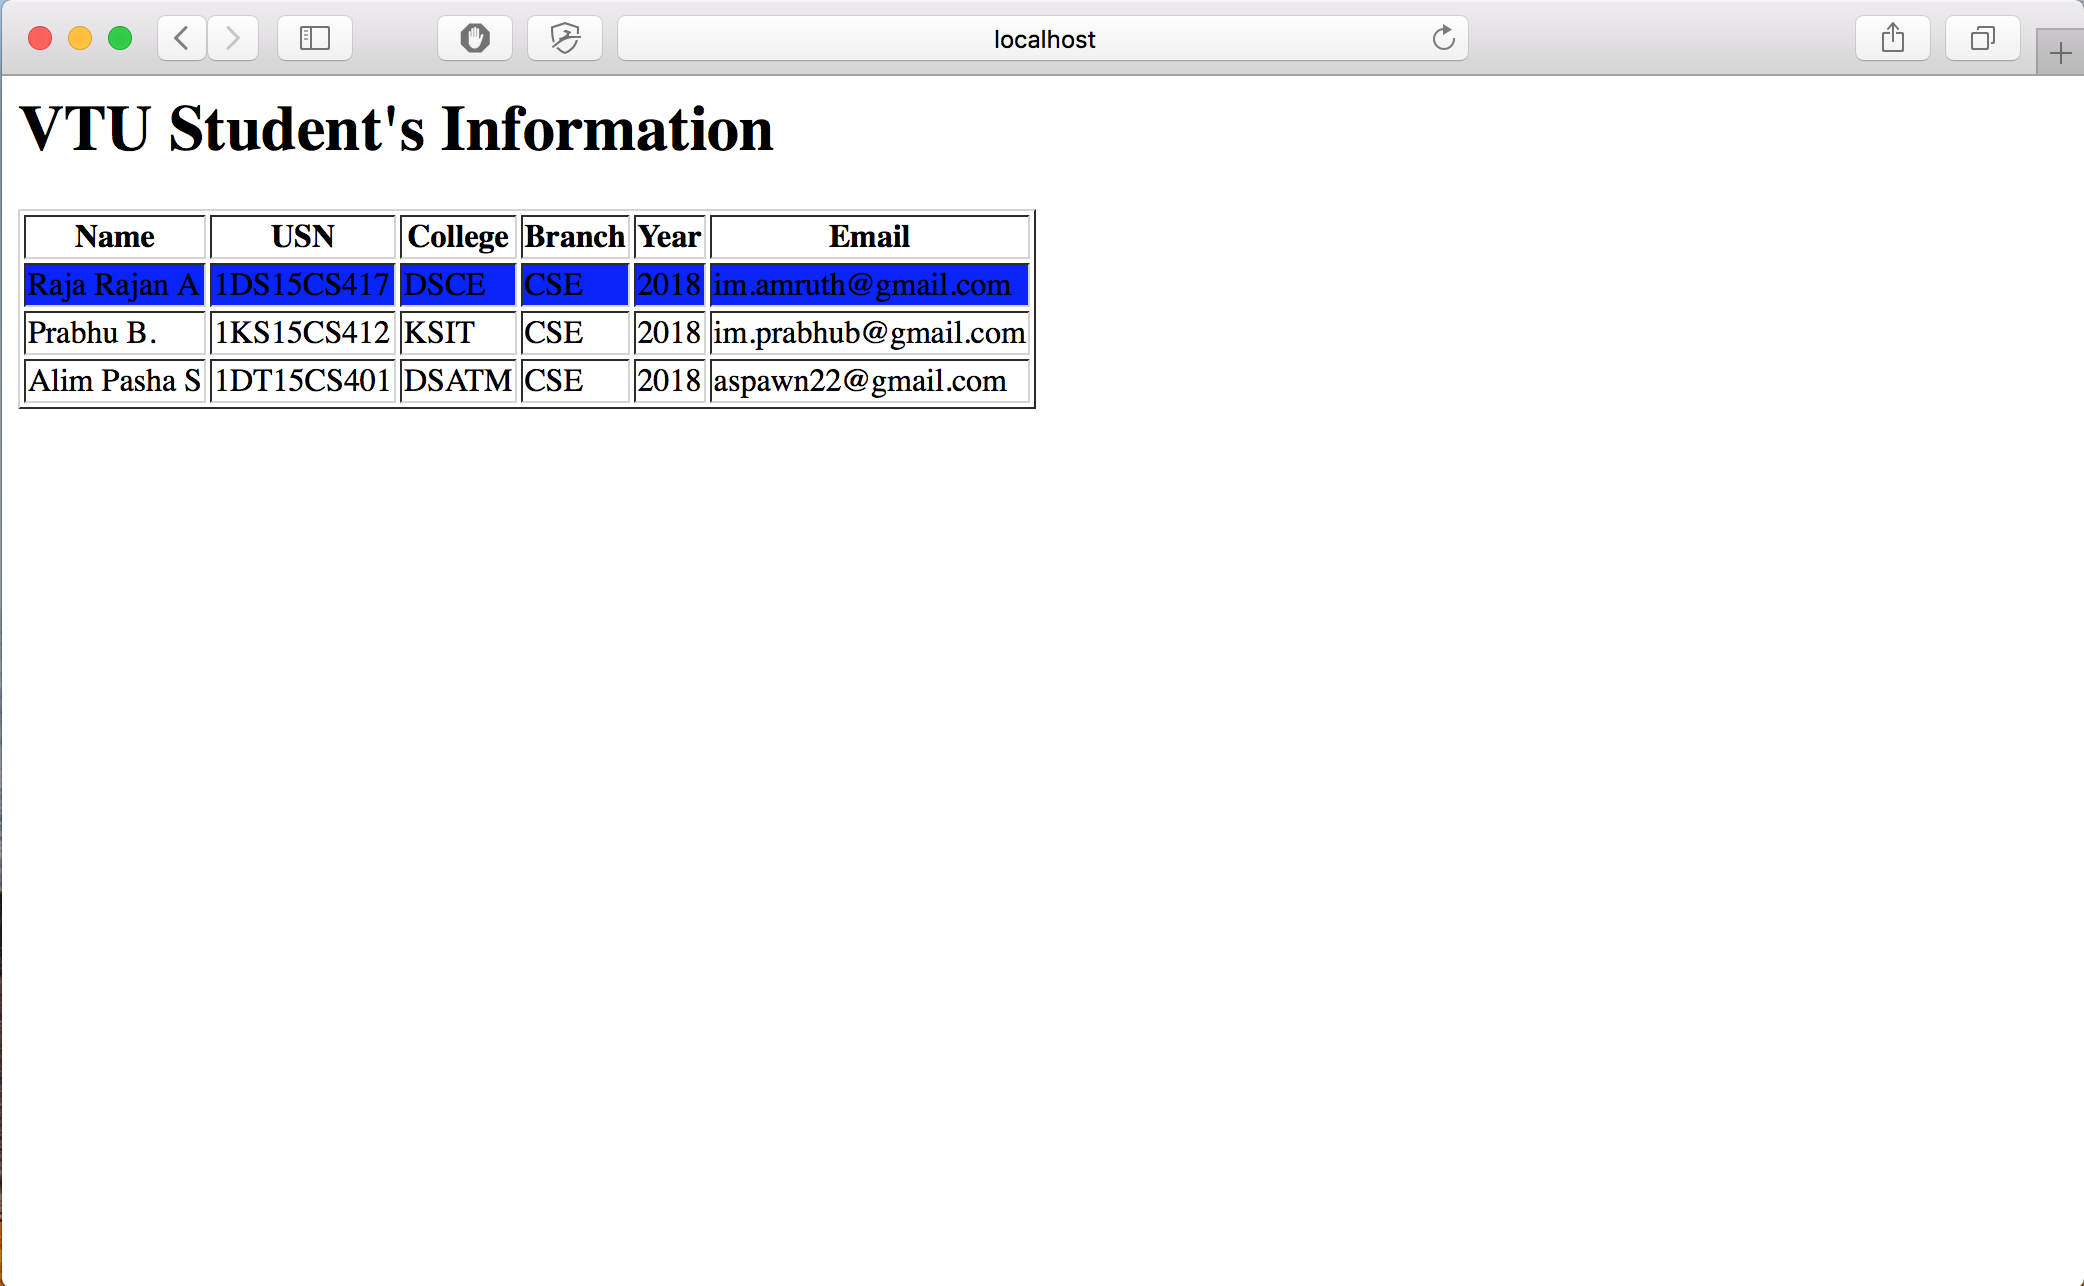 localhost
VTU Student's Information
Name USN College Branch Year Email
Raja Rajan A 1DS15CS417 DSCE CSE 2018 im.amruth@gmail.com
Prabhu B. 1KS15CS412 KSIT CSE 2018 im.prabhub@gmail.com
Alim Pasha S 1DT15CS401 DSATM CSE 2018 aspawn22@gmail.com